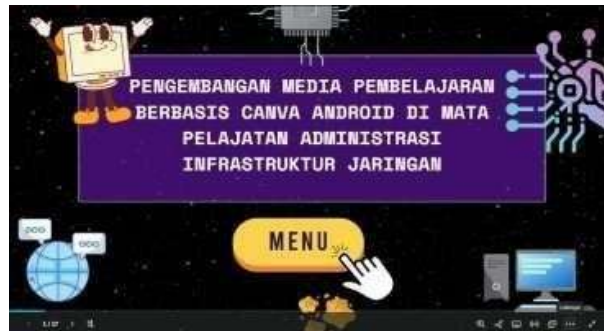 PENGEMBANGAN MEDIA PEMBELAJARAN
BERBASIS CANVA ANDROID DI MATA
PELAJATAN ADMINISTRASI
INFRASTRUKTUR JARINGAN
MENU